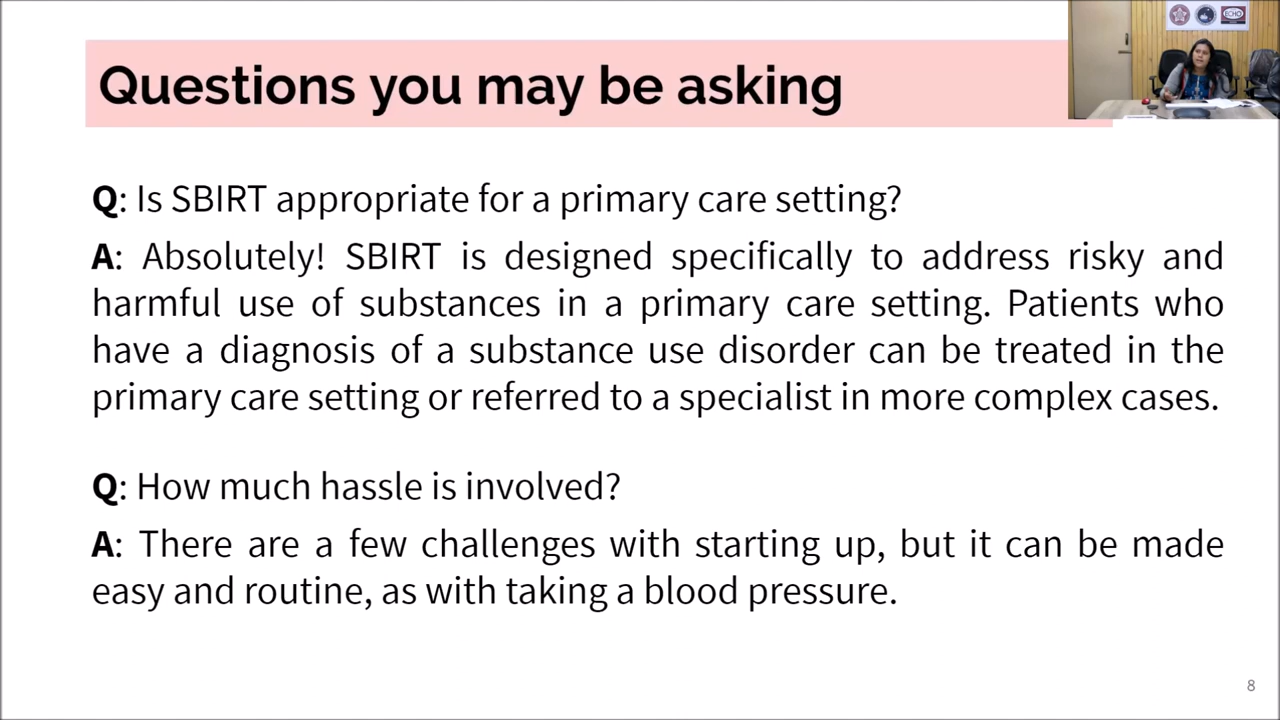 Questions you may be asking
ECHO
Q: Is SBIRT appropriate for a primary care setting?
A: Absolutely! SBIRT is designed specifically to address risky and
harmful use of substances in a primary care setting. Patients who
have a diagnosis of a substance use disorder can be treated in the
primary care setting or referred to a specialist in more complex cases.
Q: How much hassle is involved?
A: There are a few challenges with starting up, but it can be made
easy and routine, as with taking a blood pressure.
8